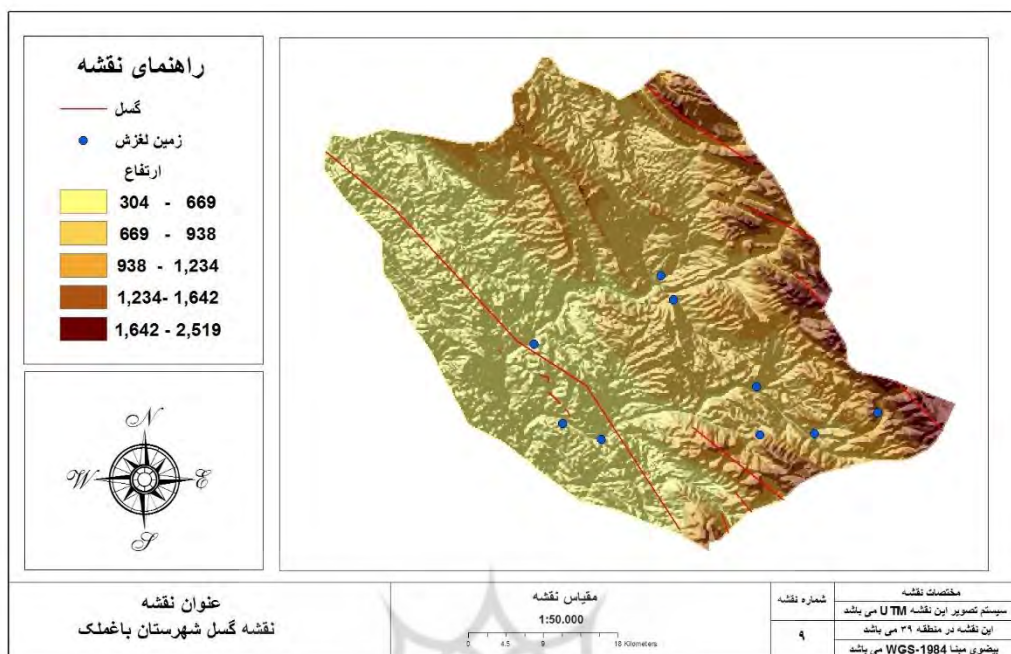 راهنمای نقشه
گسل
زمین لغزش
ارتفاع
304 - 669
669 - 938
938 - 1,234
1,234- 1,642
1,642 - 2,519
N
W E
S
عنوان نقشه
نقشه گسل شهرستان باغملک
مقیاس نقشه
1:50.000
0 4.5 9 18 Kilometers
شماره نقشه
۹
مختصات نقشه
سیستم تصویر این نقشه UTM می باشد
این نقشه در منطقه ۳۹ می باشد
بیضوی مبنا WGS-1984 می باشد